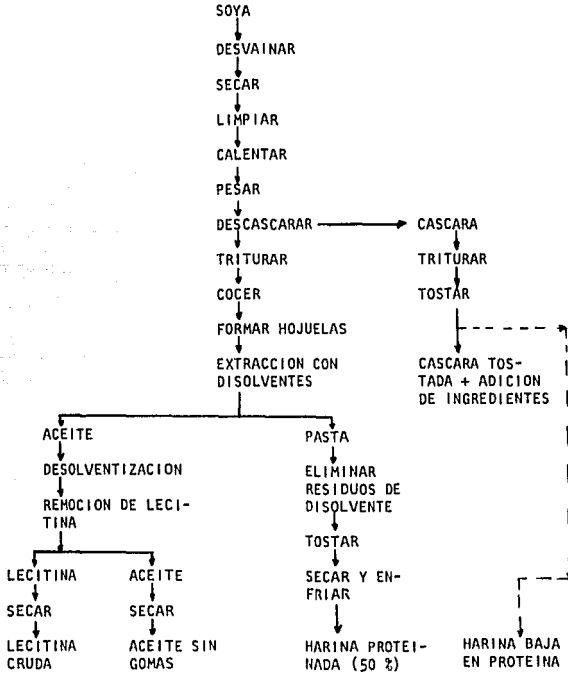 SOYA
DESVAINAR
SECAR
LIMPIAR
CALENTAR
PESAR
DESCASCARAR
CASCARA
TRITURAR
TRITURAR
COCER
TOSTAR
FORMAR HOJUELAS
EXTRACCION CON
DISOLVENTES
CASCARA TOS-
TADA + ADICION
DE INGREDIENTES
ACEITE
PASTA
DESOLVENTIZACION
ELIMINAR
RESIDUOS DE
DISOLVENTE
REMOCION DE LECI-
TINA
TOSTAR
LECITINA
ACEITE
SECAR Y EN-
FRIAR
SECAR
SECAR
LECITINA
CRUDA
ACEITE SIN
GOMAS
HARINA PROTEI-
NADA (50 %)
HARINA BAJA
EN PROTEINA